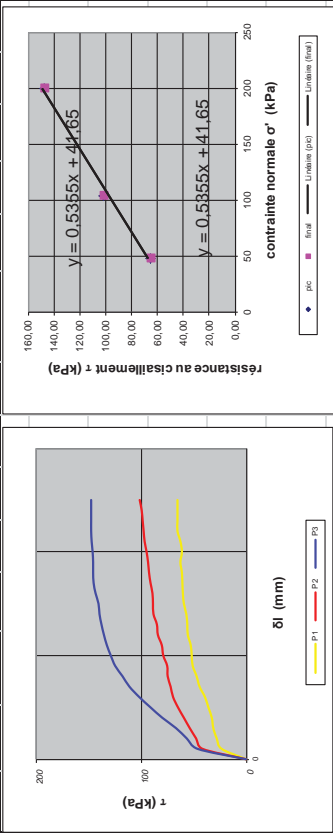 résistance au cisaillement τ (kPa)
160,00
140,00
120,00
100,00
80,00
60,00
40,00
20,00
0,00
y = 0,5355x + 41,65
y = 0,5355x + 41,65
0
50
100
150
200
250
contrainte normale σ' (kPa)
pic
final
Linéaire (pic)
Linéaire (final)
τ (kPa)
200
100
0
0
δl (mm)
P1
P2
P3